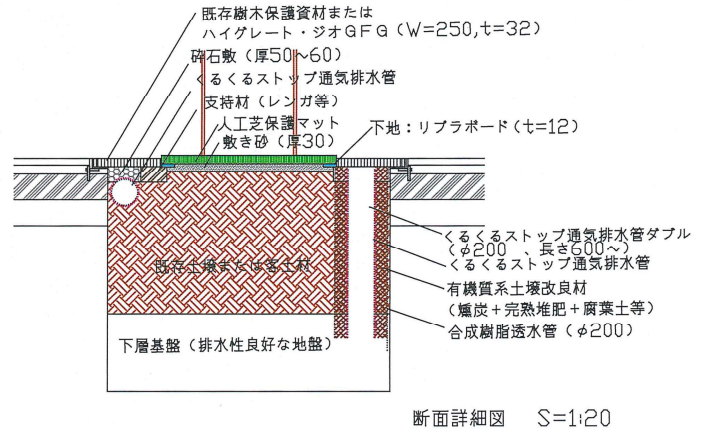 既存樹木保護資材または
ハイグレート・ジオGFG(W=250,t=32)
砕石敷(厚50~60)
くるくるストップ通気排水管
支持材(レンガ等)
人工芝保護マット
敷き砂(厚30)
下地:リプラボード(t=12)
くるくるストップ通気排水管ダブル
(φ200 、長さ600~)
くるくるストップ通気排水管
有機質系土壌改良材
(燻炭+完熟堆肥+腐葉土等)
合成樹脂透水管(φ200)
既存土壌または客土材
下層基盤(排水性良好な地盤)
断面詳細図 S=1:20